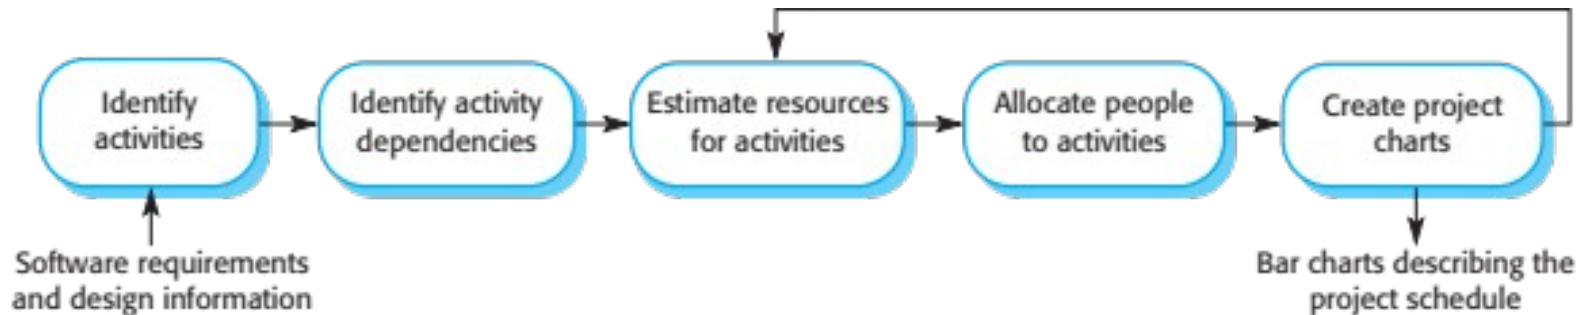 Identify
activities
Identify activity
dependencies
Estimate resources
for activities
Allocate people
to activities
Create project
charts
Software requirements
and design information
Bar charts describing the
project schedule